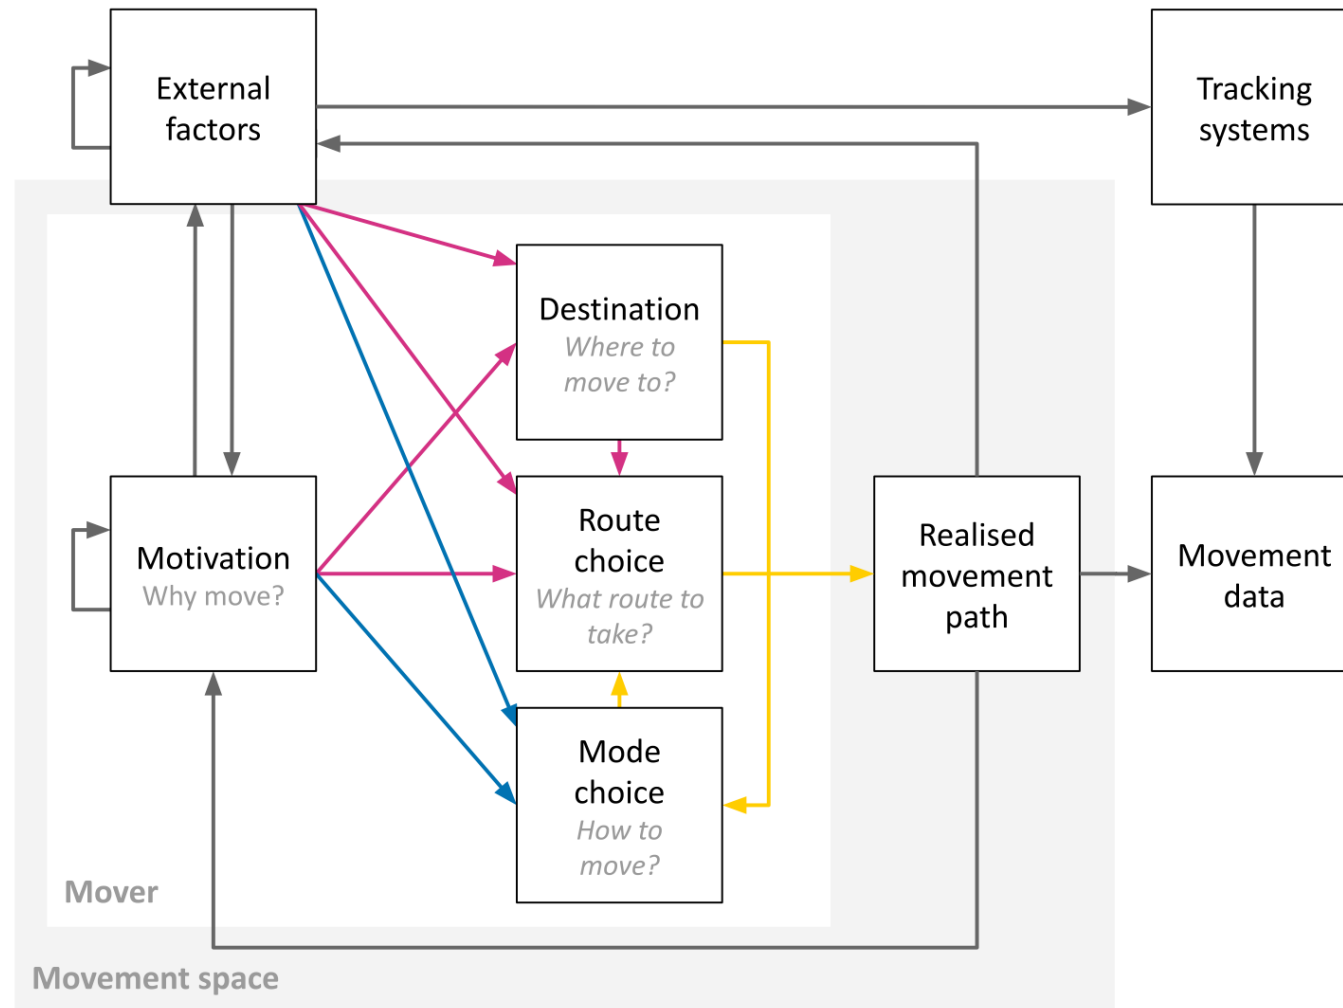 External
factors
Tracking
systems
Destination
Where to
move to?
Motivation
Why move?
Route
choice
What route to
take?
Realised
movement
path
Movement
data
Mode
choice
How to
move?
Mover
Movement space